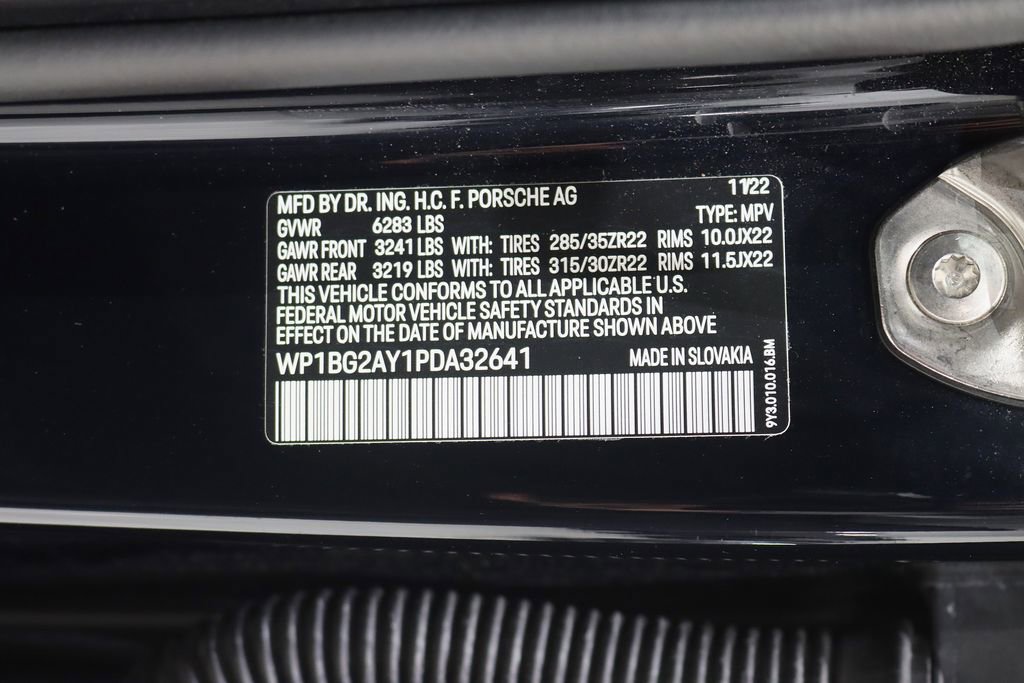 MFD BY DR. ING. H.C. F. PORSCHE AG 11/22
GVWR 6283 LBS TYPE: MPV
GAWR FRONT 3241 LBS WITH: TIRES 285/35ZR22 RIMS 10.0JX22
GAWR REAR 3219 LBS WITH: TIRES 315/30ZR22 RIMS 11.5JX22
THIS VEHICLE CONFORMS TO ALL APPLICABLE U.S.
FEDERAL MOTOR VEHICLE SAFETY STANDARDS IN
EFFECT ON THE DATE OF MANUFACTURE SHOWN ABOVE
WP1BG2AY1PDA32641 MADE IN SLOVAKIA
9Y3.010.016.BM